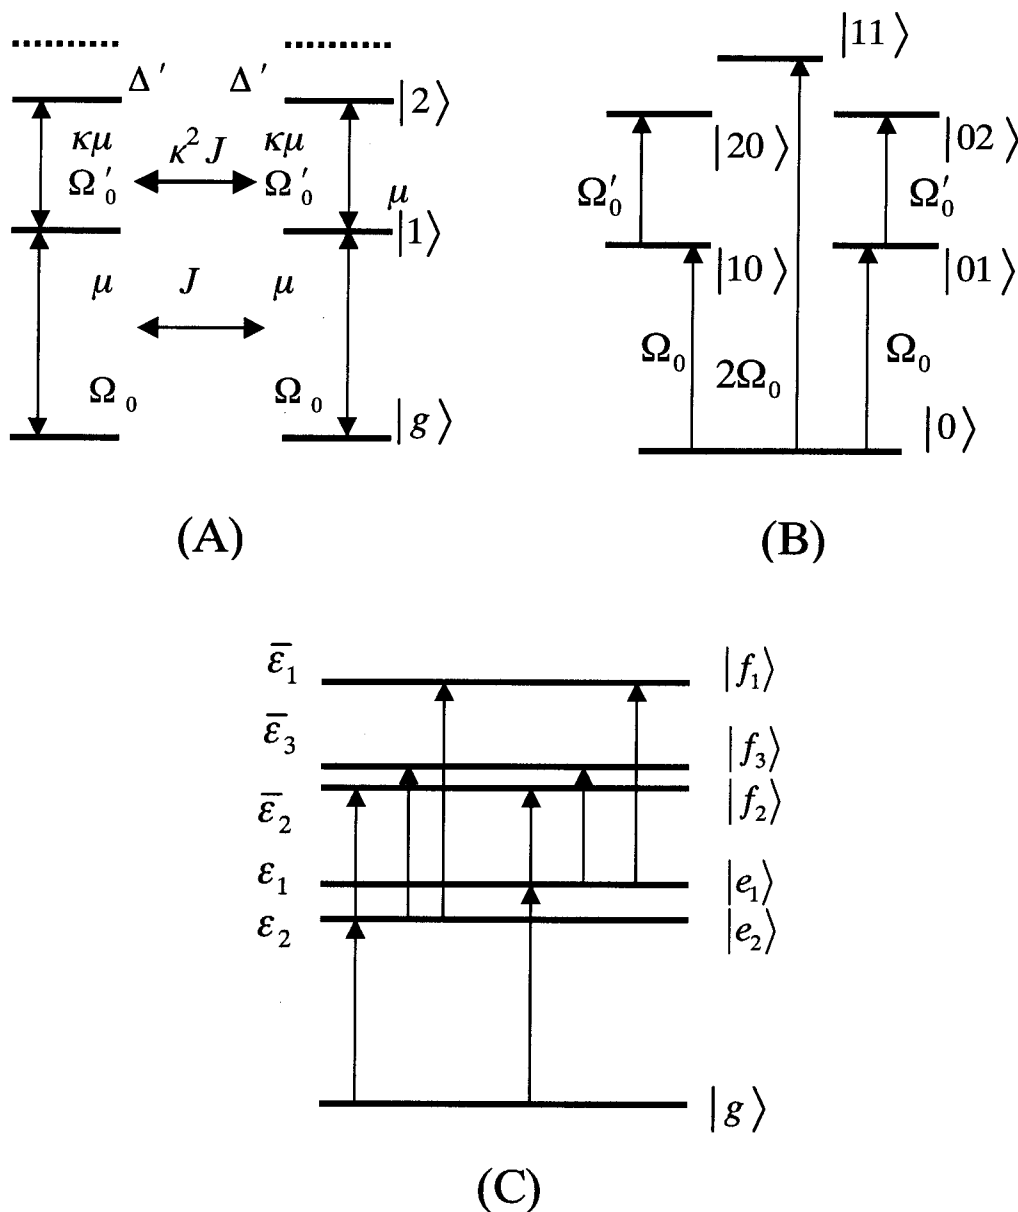 Δ′ Δ′ |2⟩
κμ κ²J κμ
Ω′₀ Ω′₀ μ
|1⟩
μ J μ
Ω₀ Ω₀ |g⟩
(A)
|11⟩
|20⟩ |02⟩
Ω′₀ Ω′₀
|10⟩ |01⟩
Ω₀ 2Ω₀ Ω₀
|0⟩
(B)
ε̄₁ |f₁⟩
ε̄₃ |f₃⟩
ε̄₂ |f₂⟩
ε₁ |e₁⟩
ε₂ |e₂⟩
|g⟩
(C)